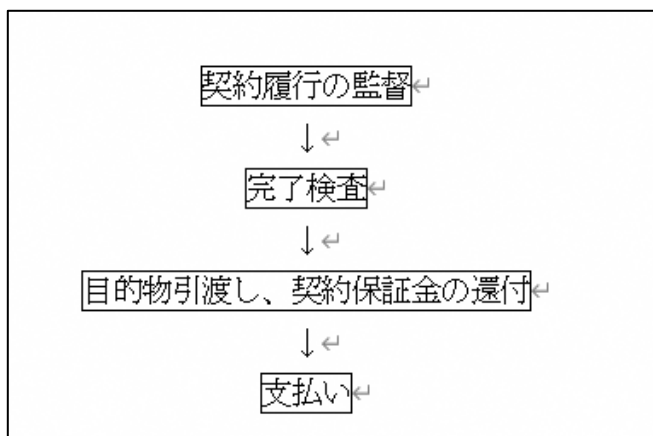 契約履行の監督
↓
完了検査
↓
目的物引渡し、契約保証金の還付
↓
支払い